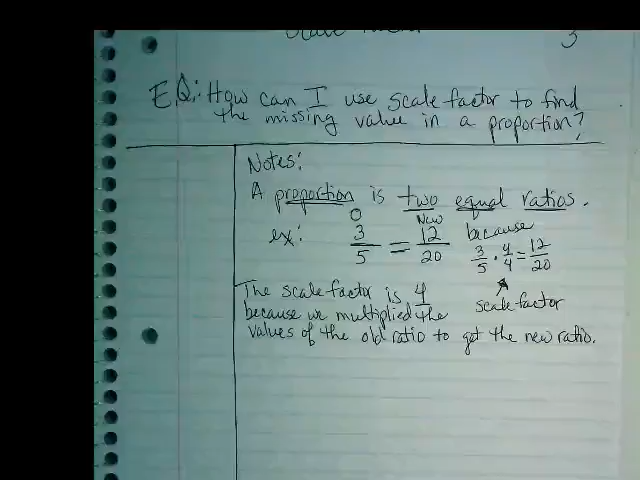 Scale Factor
3
E.Q.: How can I use scale factor to find
the missing value in a proportion?
Notes:
A proportion is two equal ratios.
O New
ex: 3/5 = 12/20 because
3/5 · 4/4 = 12/20
The scale factor is 4
scale factor
because we multiplied the
values of the old ratio to get the new ratio.